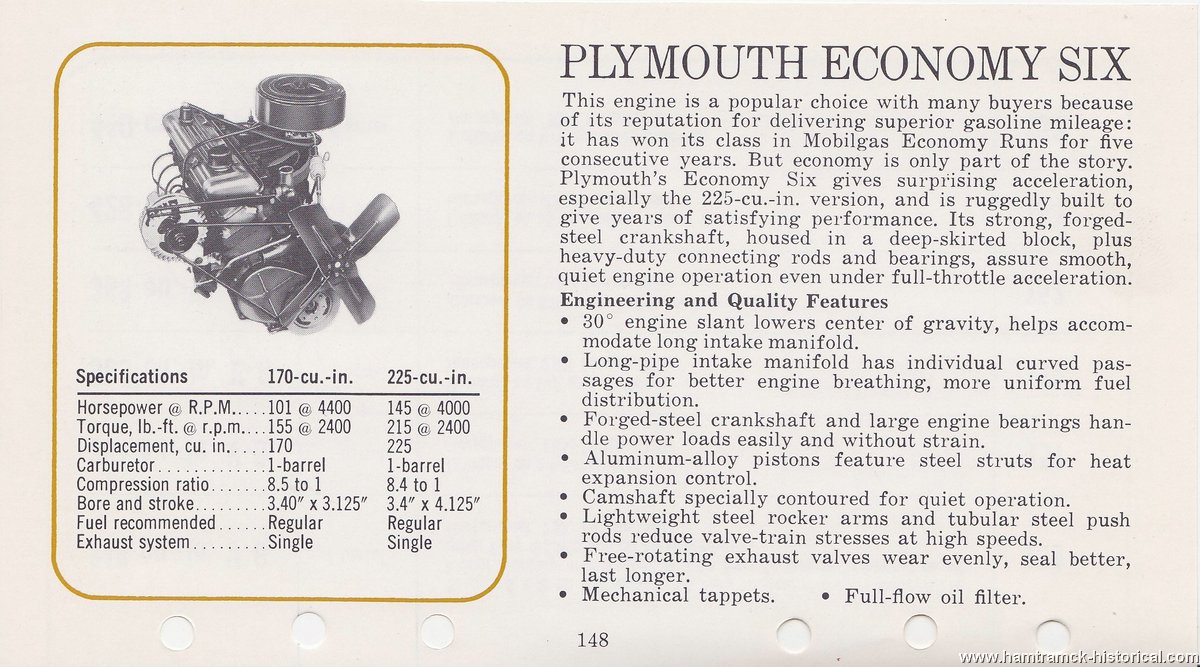 Specifications 170-cu.-in. 225-cu.-in.
Horsepower @ R.P.M.....101 @ 4400 145 @ 4000
Torque, lb.-ft. @ r.p.m....155 @ 2400 215 @ 2400
Displacement, cu. in.....170 225
Carburetor.............1-barrel 1-barrel
Compression ratio.......8.5 to 1 8.4 to 1
Bore and stroke.........3.40″ x 3.125″ 3.4″ x 4.125″
Fuel recommended......Regular Regular
Exhaust system.........Single Single
PLYMOUTH ECONOMY SIX
This engine is a popular choice with many buyers because
of its reputation for delivering superior gasoline mileage:
it has won its class in Mobilgas Economy Runs for five
consecutive years. But economy is only part of the story.
Plymouth's Economy Six gives surprising acceleration,
especially the 225-cu.-in. version, and is ruggedly built to
give years of satisfying performance. Its strong, forged-
steel crankshaft, housed in a deep-skirted block, plus
heavy-duty connecting rods and bearings, assure smooth,
quiet engine operation even under full-throttle acceleration.
Engineering and Quality Features
• 30° engine slant lowers center of gravity, helps accom-
modate long intake manifold.
• Long-pipe intake manifold has individual curved pas-
sages for better engine breathing, more uniform fuel
distribution.
• Forged-steel crankshaft and large engine bearings han-
dle power loads easily and without strain.
• Aluminum-alloy pistons feature steel struts for heat
expansion control.
• Camshaft specially contoured for quiet operation.
• Lightweight steel rocker arms and tubular steel push
rods reduce valve-train stresses at high speeds.
• Free-rotating exhaust valves wear evenly, seal better,
last longer.
• Mechanical tappets. • Full-flow oil filter.
148
www.hamtramck-historical.com